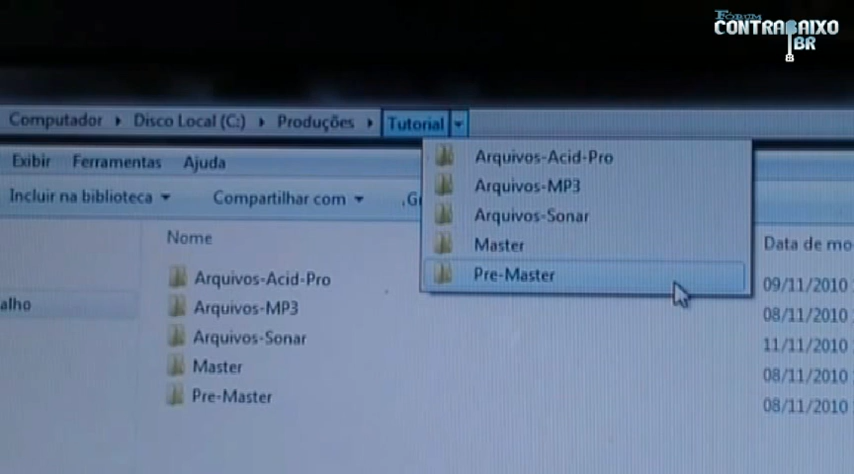 FÓRUM
CONTRABAIXO
BR
Computador ▸ Disco Local (C:) ▸ Produções ▸ Tutorial
Exibir Ferramentas Ajuda
Incluir na biblioteca Compartilhar com
Arquivos-Acid-Pro
Arquivos-MP3
Arquivos-Sonar
Master
Pre-Master
Nome Data de mo
alho
Arquivos-Acid-Pro 09/11/2010
Arquivos-MP3 08/11/2010
Arquivos-Sonar 11/11/2010
Master 08/11/2010
Pre-Master 08/11/2010